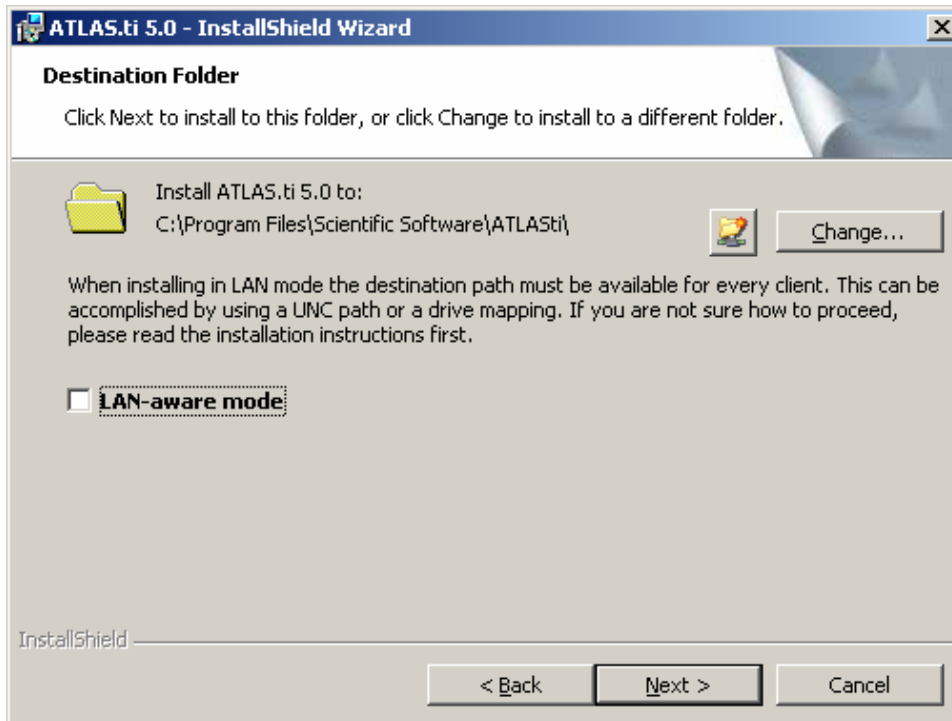 ATLAS.ti 5.0 - InstallShield Wizard
Destination Folder
Click Next to install to this folder, or click Change to install to a different folder.
Install ATLAS.ti 5.0 to:
C:\Program Files\Scientific Software\ATLASti\
Change...
When installing in LAN mode the destination path must be available for every client. This can be
accomplished by using a UNC path or a drive mapping. If you are not sure how to proceed,
please read the installation instructions first.
LAN-aware mode
InstallShield
< Back
Next >
Cancel